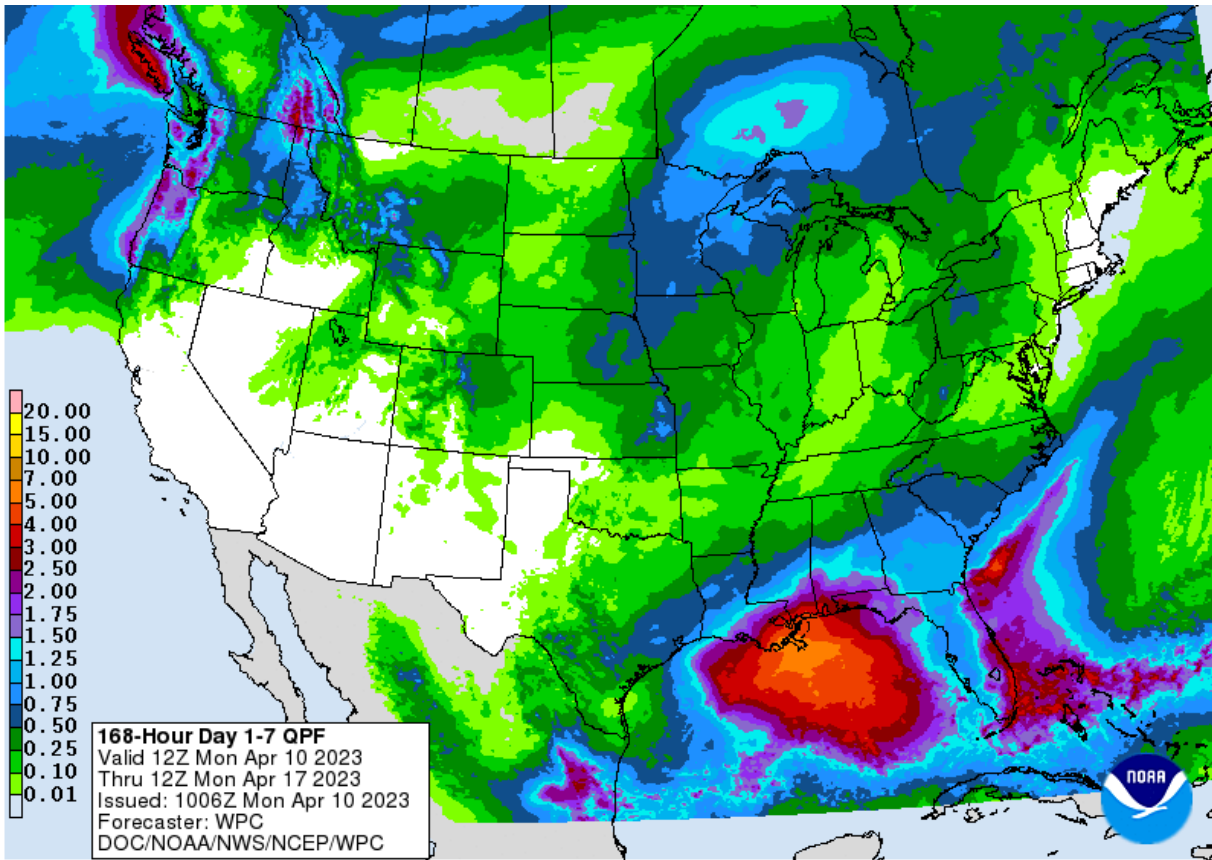 20.00
15.00
10.00
7.00
5.00
4.00
3.00
2.50
2.00
1.75
1.50
1.25
1.00
0.75
0.50
0.25
0.10
0.01
168-Hour Day 1-7 QPF
Valid 12Z Mon Apr 10 2023
Thru 12Z Mon Apr 17 2023
Issued: 1006Z Mon Apr 10 2023
Forecaster: WPC
DOC/NOAA/NWS/NCEP/WPC
NOAA